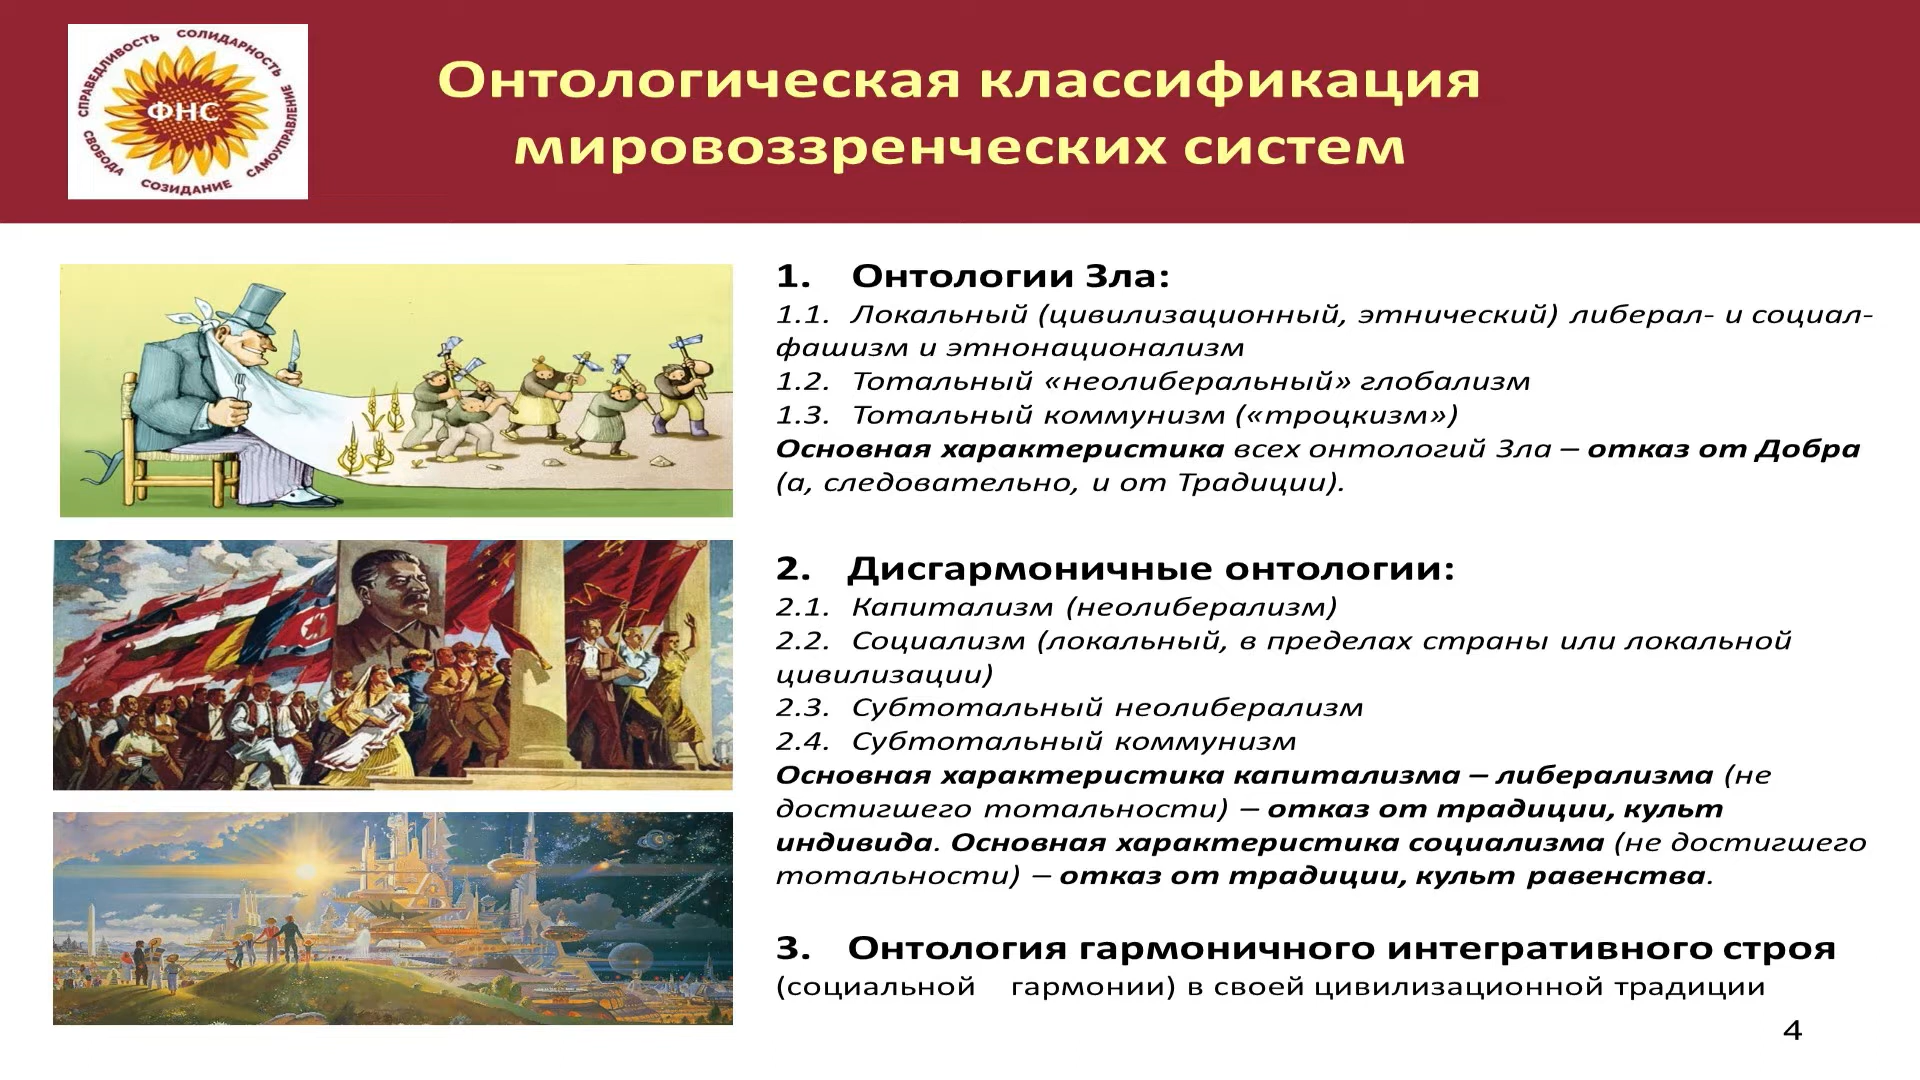 СПРАВЕДЛИВОСТЬ СОЛИДАРНОСТЬ САМОУПРАВЛЕНИЕ СОЗИДАНИЕ СВОБОДА
ФНС
Онтологическая классификация
мировоззренческих систем
1. Онтологии Зла:
1.1. Локальный (цивилизационный, этнический) либерал- и социал-
фашизм и этнонационализм
1.2. Тотальный «неолиберальный» глобализм
1.3. Тотальный коммунизм («троцкизм»)
Основная характеристика всех онтологий Зла – отказ от Добра
(а, следовательно, и от Традиции).
2. Дисгармоничные онтологии:
2.1. Капитализм (неолиберализм)
2.2. Социализм (локальный, в пределах страны или локальной
цивилизации)
2.3. Субтотальный неолиберализм
2.4. Субтотальный коммунизм
Основная характеристика капитализма – либерализма (не
достигшего тотальности) – отказ от традиции, культ
индивида. Основная характеристика социализма (не достигшего
тотальности) – отказ от традиции, культ равенства.
3. Онтология гармоничного интегративного строя
(социальной гармонии) в своей цивилизационной традиции
4